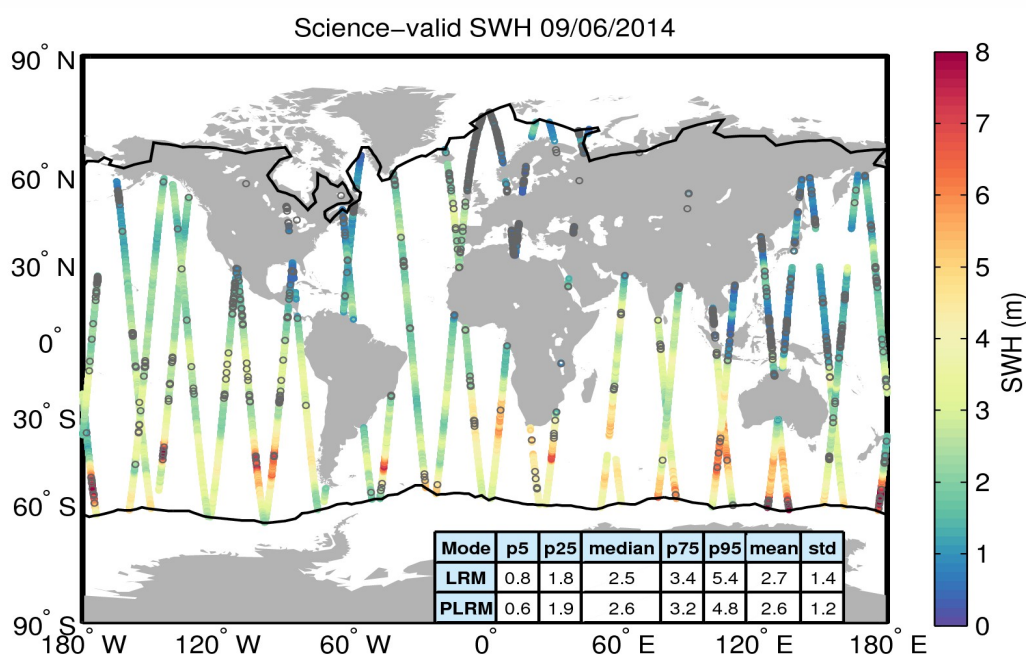 Science−valid SWH 09/06/2014
90° N
60° N
30° N
0°
30° S
60° S
90° S
180° W
120° W
60° W
0°
60° E
120° E
180° E
Mode p5 p25 median p75 p95 mean std
LRM 0.8 1.8 2.5 3.4 5.4 2.7 1.4
PLRM 0.6 1.9 2.6 3.2 4.8 2.6 1.2
8
7
6
5
4
3
2
1
0
SWH (m)